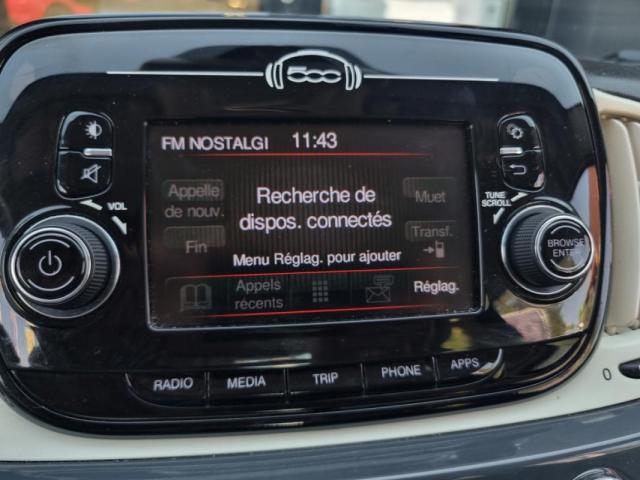 500
FM NOSTALGI 11:43
Appelle de nouv.
Recherche de dispos. connectés
Muet
Fin
Transf.
Menu Réglag. pour ajouter
Appels récents
Réglag.
VOL
TUNE SCROLL
BROWSE ENTER
RADIO MEDIA TRIP PHONE APPS
0